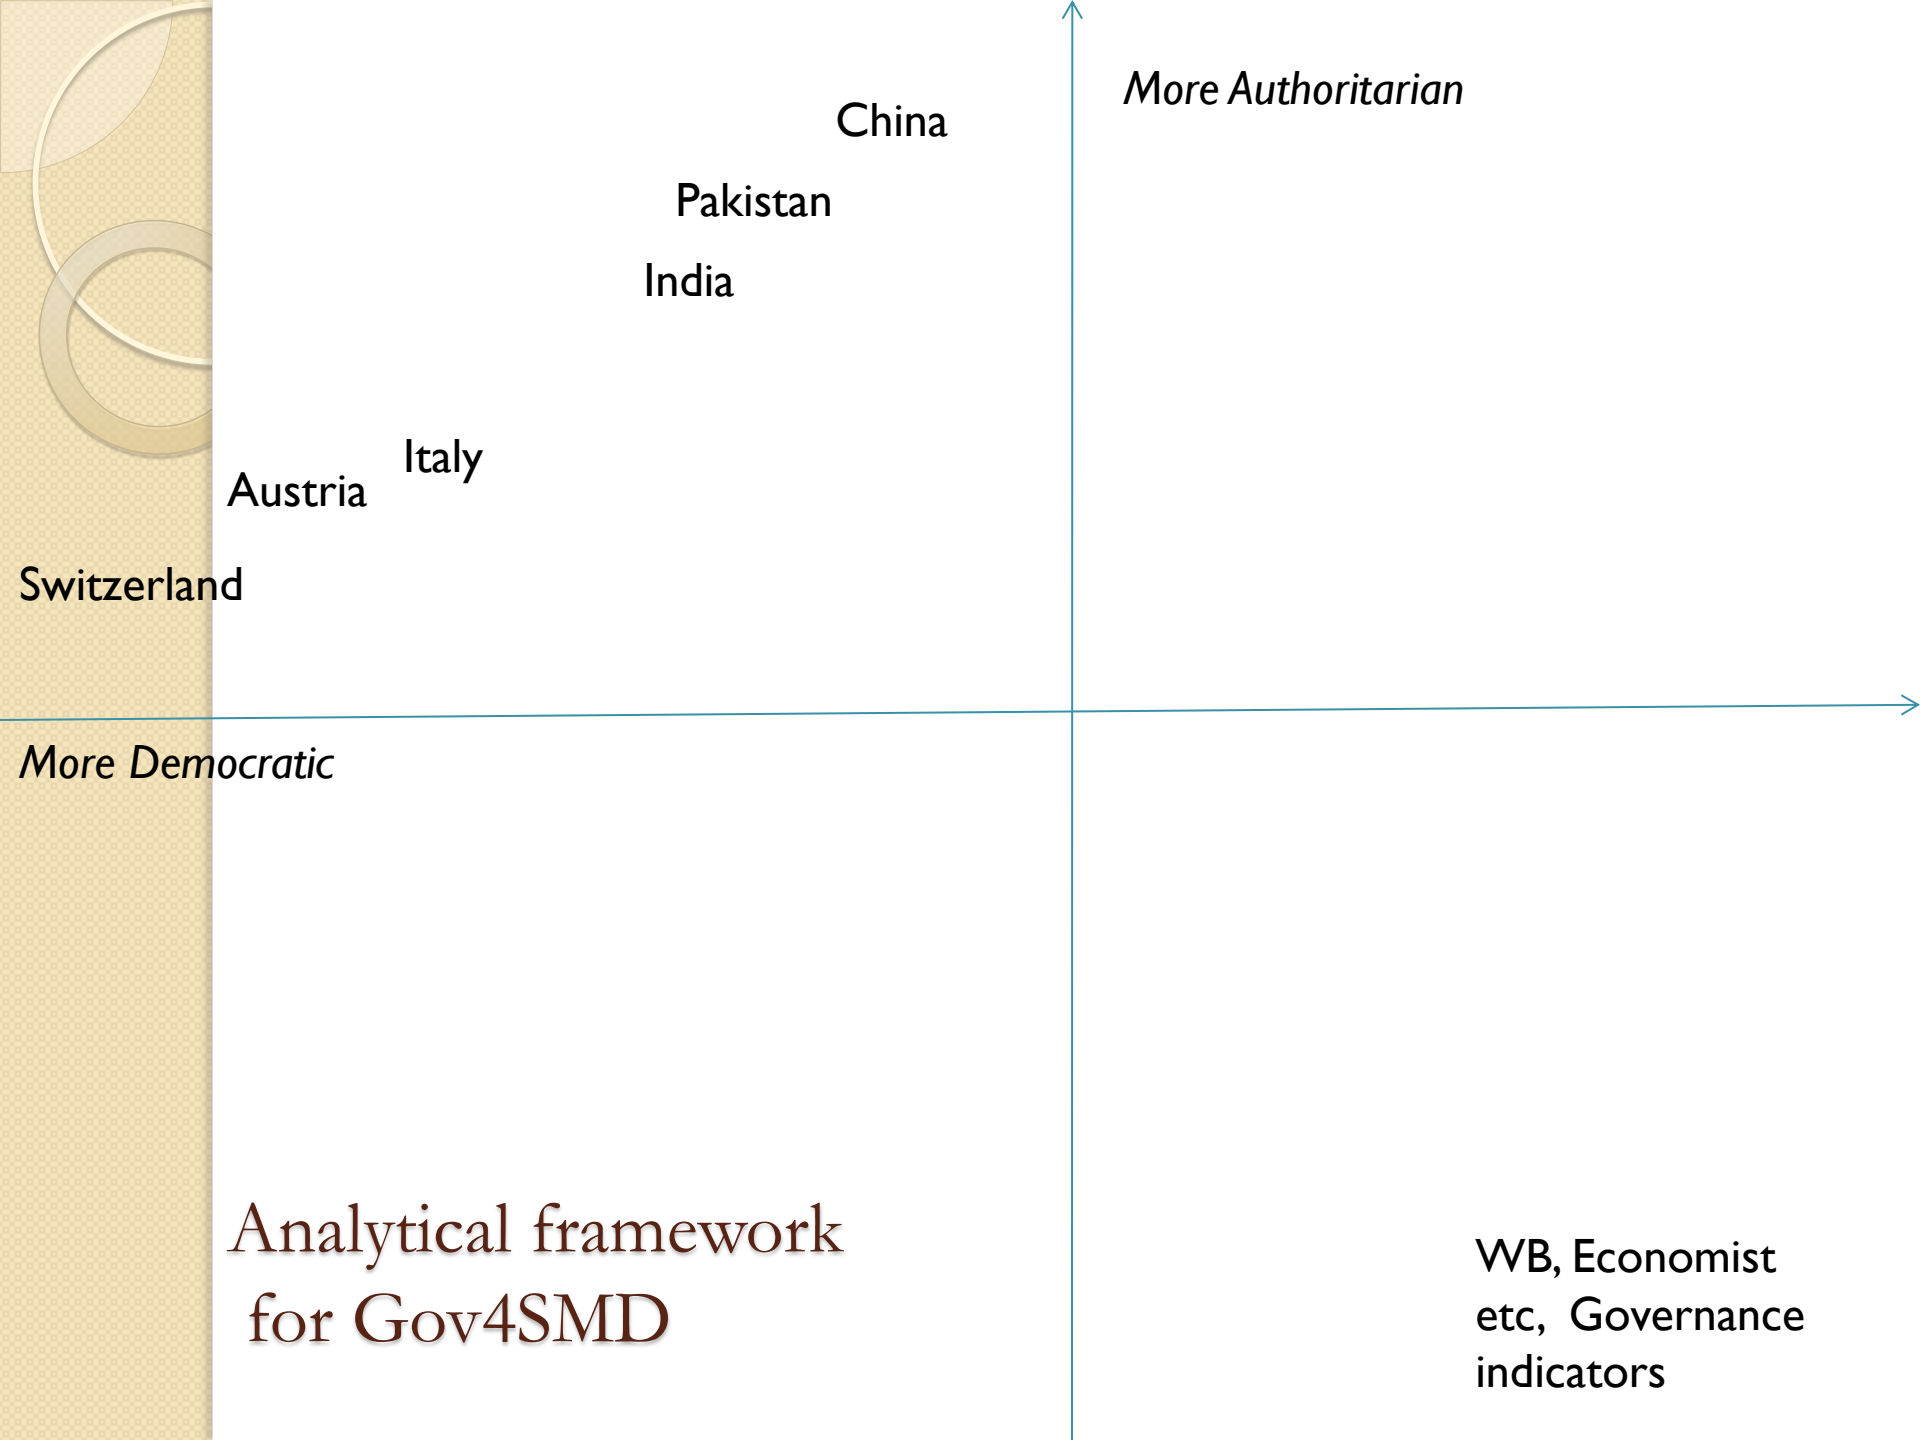 More Authoritarian
China
Pakistan
India
Italy
Austria
Switzerland
More Democratic
Analytical framework
for Gov4SMD
WB, Economist
etc, Governance
indicators